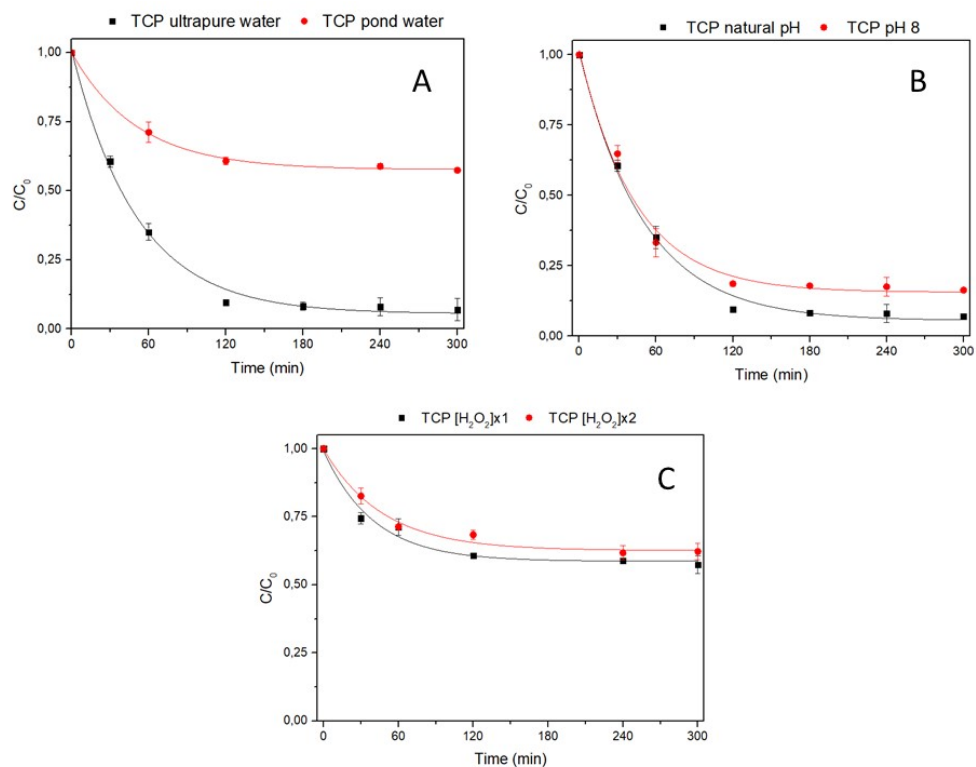 TCP ultrapure water TCP pond water
A
1,00
0,75
0,50
0,25
0,00
C/C₀
0 60 120 180 240 300
Time (min)
TCP natural pH TCP pH 8
B
1,00
0,75
0,50
0,25
0,00
C/C₀
0 60 120 180 240 300
Time (min)
TCP [H₂O₂]x1 TCP [H₂O₂]x2
C
1,00
0,75
0,50
0,25
0,00
C/C₀
0 60 120 180 240 300
Time (min)